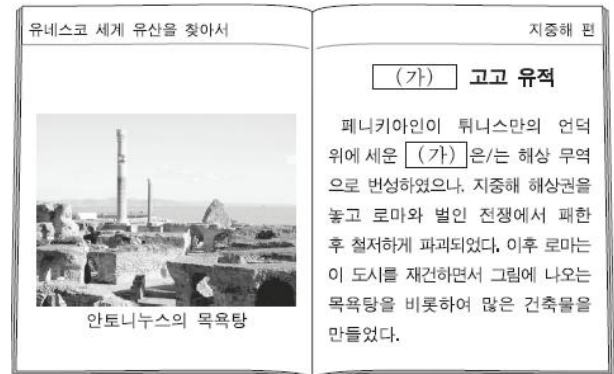 유네스코 세계 유산을 찾아서
안토니누스의 목욕탕
지중해 편
(가) 고고 유적
페니키아인이 튀니스만의 언덕
위에 세운 (가) 은/는 해상 무역
으로 번성하였으나, 지중해 해상권을
놓고 로마와 벌인 전쟁에서 패한
후 철저하게 파괴되었다. 이후 로마는
이 도시를 재건하면서 그림에 나오는
목욕탕을 비롯하여 많은 건축물을
만들었다.